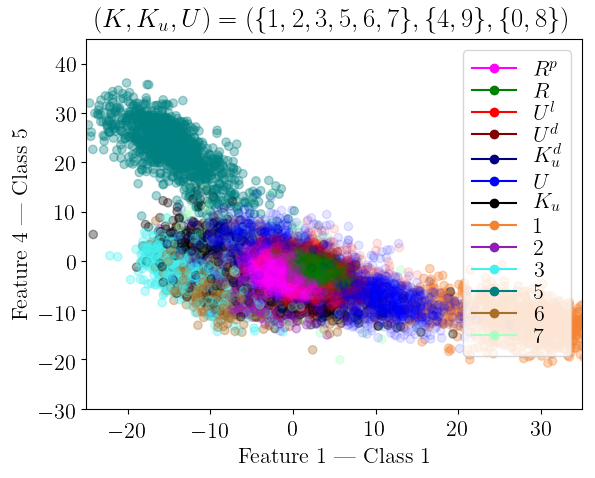 (K, K_u, U) = ({1, 2, 3, 5, 6, 7}, {4, 9}, {0, 8})
Feature 4 — Class 5
40
30
20
10
0
−10
−20
−30
−20
−10
0
10
20
30
Feature 1 — Class 1
R^p
R
U^l
U^d
K_u^d
U
K_u
1
2
3
5
6
7